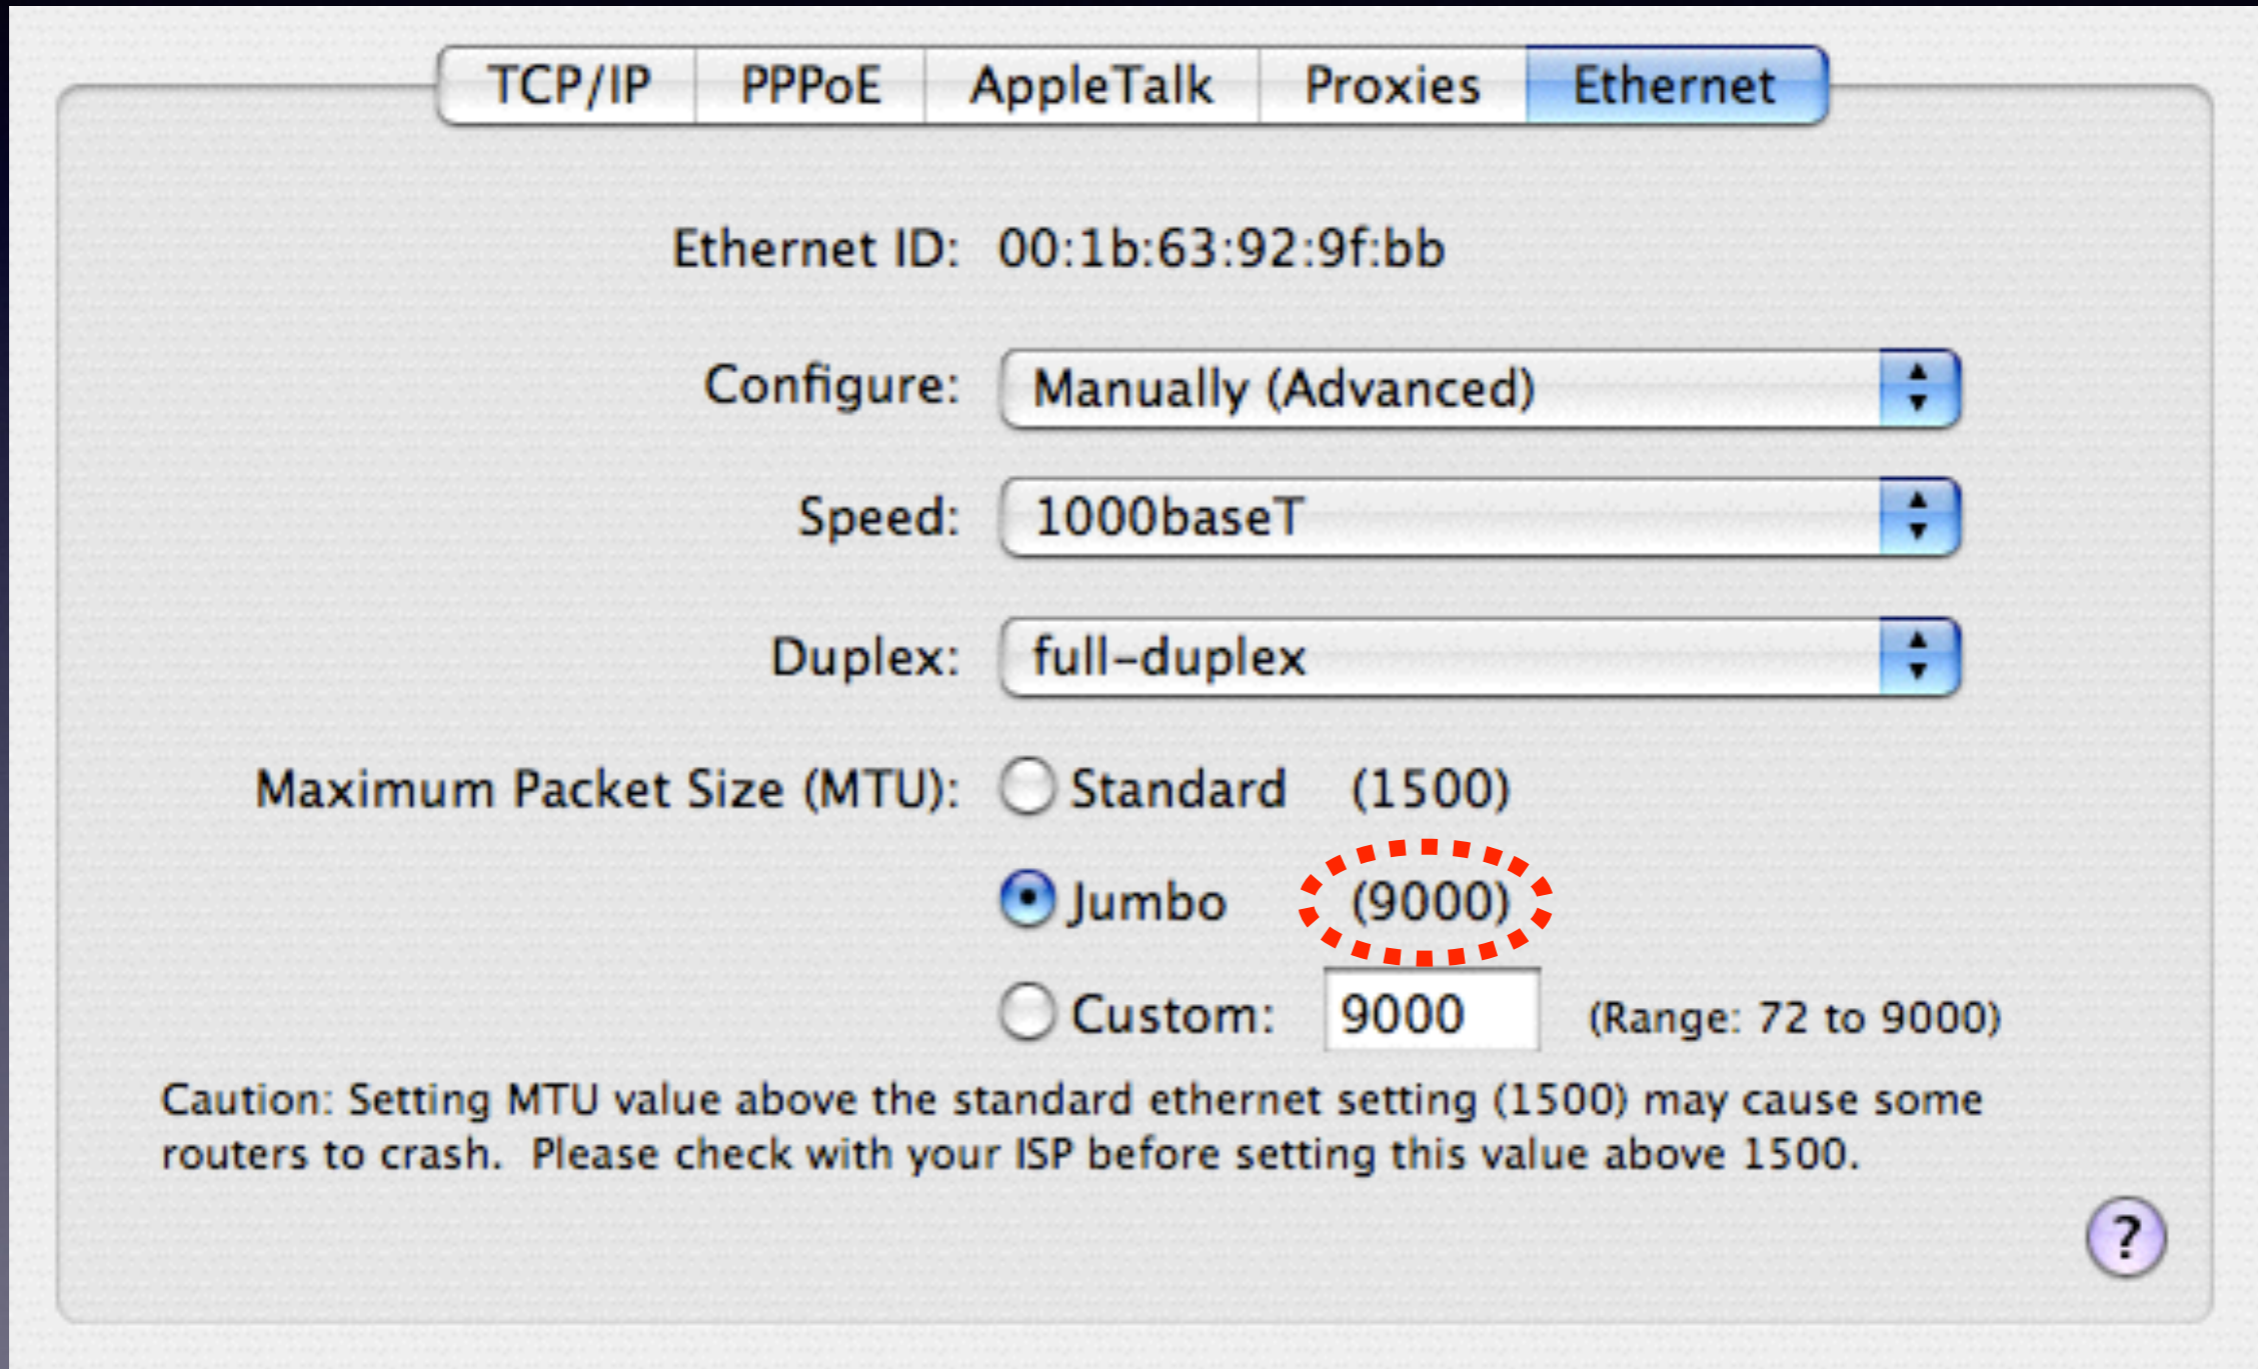 TCP/IP PPPoE AppleTalk Proxies Ethernet
Ethernet ID: 00:1b:63:92:9f:bb
Configure: Manually (Advanced)
Speed: 1000baseT
Duplex: full-duplex
Maximum Packet Size (MTU): Standard (1500)
Jumbo (9000)
Custom: 9000 (Range: 72 to 9000)
Caution: Setting MTU value above the standard ethernet setting (1500) may cause some
routers to crash. Please check with your ISP before setting this value above 1500.
?